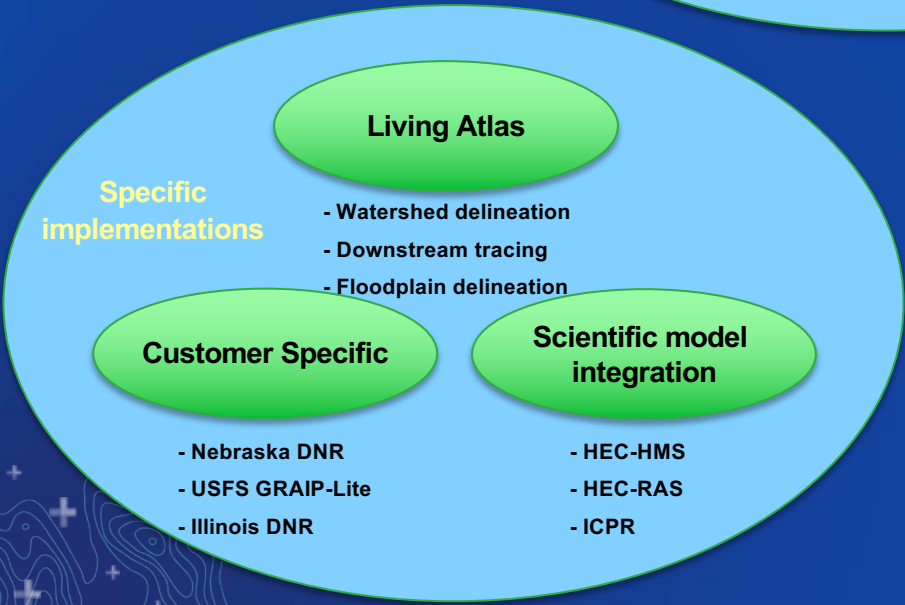 Living Atlas
Specific
implementations
- Watershed delineation
- Downstream tracing
- Floodplain delineation
Customer Specific
- Nebraska DNR
- USFS GRAIP-Lite
- Illinois DNR
Scientific model
integration
- HEC-HMS
- HEC-RAS
- ICPR